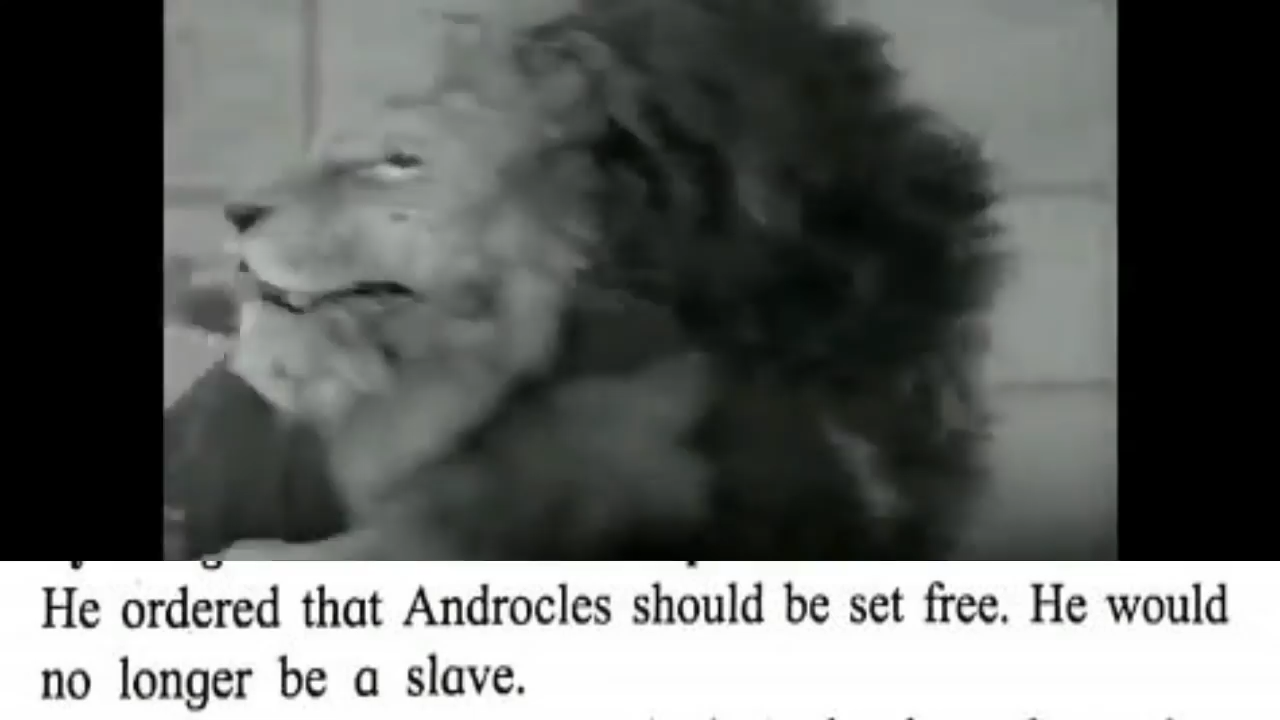 He ordered that Androcles should be set free. He would
no longer be a slave.